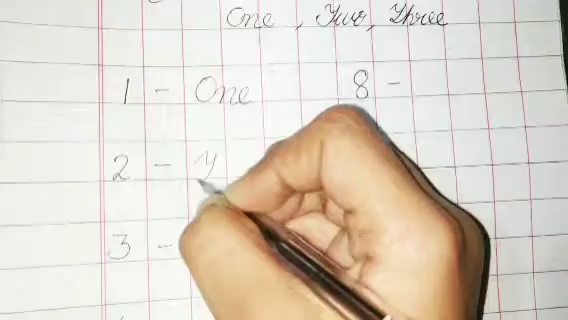 One, Two, Three
1 - One 8 -
2 -
3 -